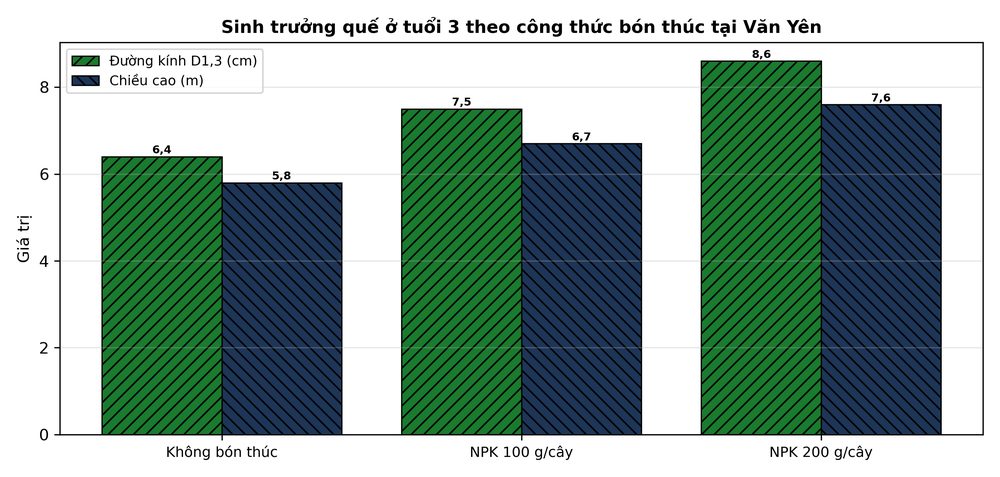 Sinh trưởng quế ở tuổi 3 theo công thức bón thúc tại Văn Yên
Đường kính D1,3 (cm)
Chiều cao (m)
Giá trị
8
6
4
2
0
6,4
5,8
7,5
6,7
8,6
7,6
Không bón thúc
NPK 100 g/cây
NPK 200 g/cây